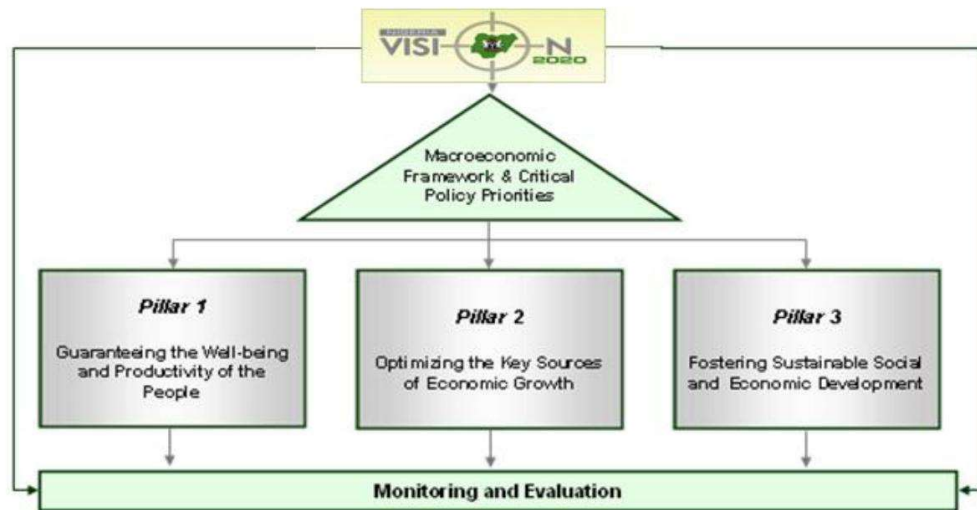 NIGERIA
VISI N
2020
Macroeconomic
Framework & Critical
Policy Priorities
Pillar 1
Guaranteeing the Well-being
and Productivity of the
People
Pillar 2
Optimizing the Key Sources
of Economic Growth
Pillar 3
Fostering Sustainable Social
and Economic Development
Monitoring and Evaluation